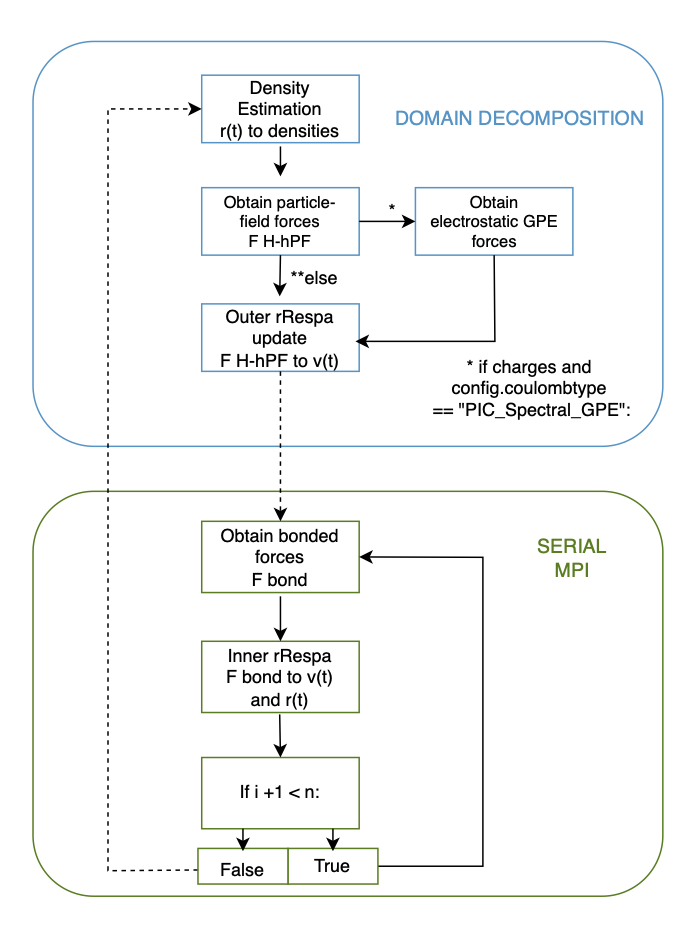 Density
Estimation
r(t) to densities
DOMAIN DECOMPOSITION
Obtain particle-
field forces
F H-hPF
*
Obtain
electrostatic GPE
forces
**else
Outer rRespa
update
F H-hPF to v(t)
* if charges and
config.coulombtype
== "PIC_Spectral_GPE":
Obtain bonded
forces
F bond
SERIAL
MPI
Inner rRespa
F bond to v(t)
and r(t)
If i +1 < n:
False
True